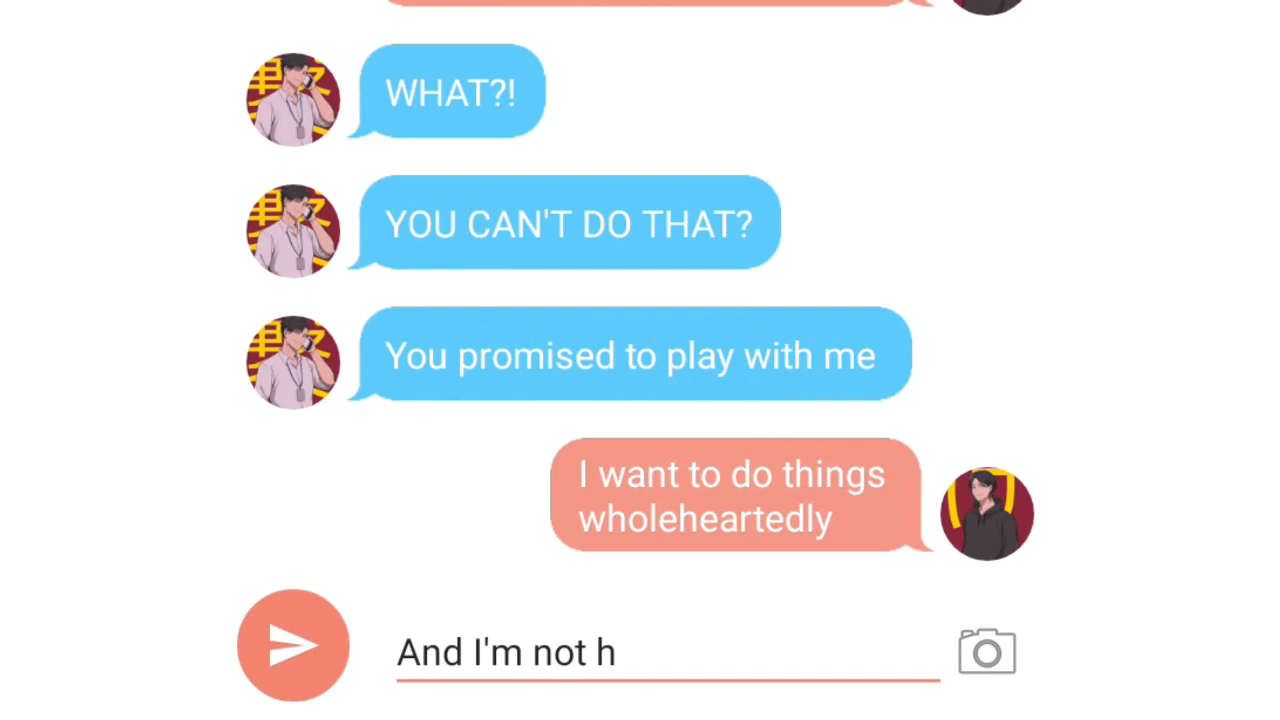 WHAT?!
YOU CAN'T DO THAT?
You promised to play with me
I want to do things
wholeheartedly
And I'm not h